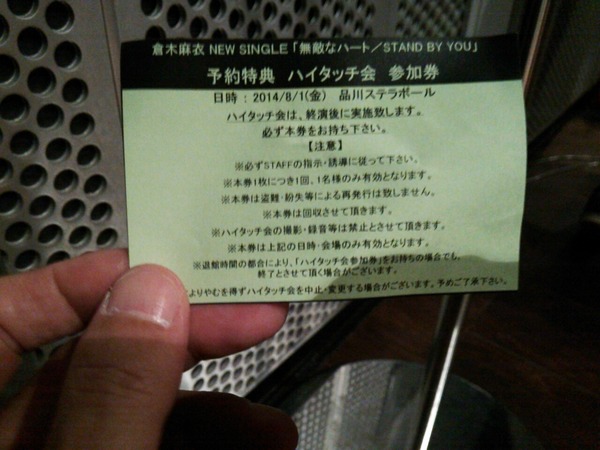 倉木麻衣 NEW SINGLE「無敵なハート／STAND BY YOU」
予約特典 ハイタッチ会 参加券
日時：2014/8/1(金) 品川ステラボール
ハイタッチ会は、終演後に実施致します。
必ず本券をお持ち下さい。
【注意】
※必ずSTAFFの指示・誘導に従って下さい。
※本券1枚につき1回、1名様のみ有効となります。
※本券は盗難・紛失等による再発行は致しません。
※本券は回収させて頂きます。
※ハイタッチ会の撮影・録音等は禁止とさせて頂きます。
※本券は上記の日時・会場のみ有効となります。
※退館時間の都合により、「ハイタッチ会参加券」をお持ちの場合でも、
終了とさせて頂く場合がございます。
よりやむを得ずハイタッチ会を中止・変更する場合がございます。予めご了承下さい。